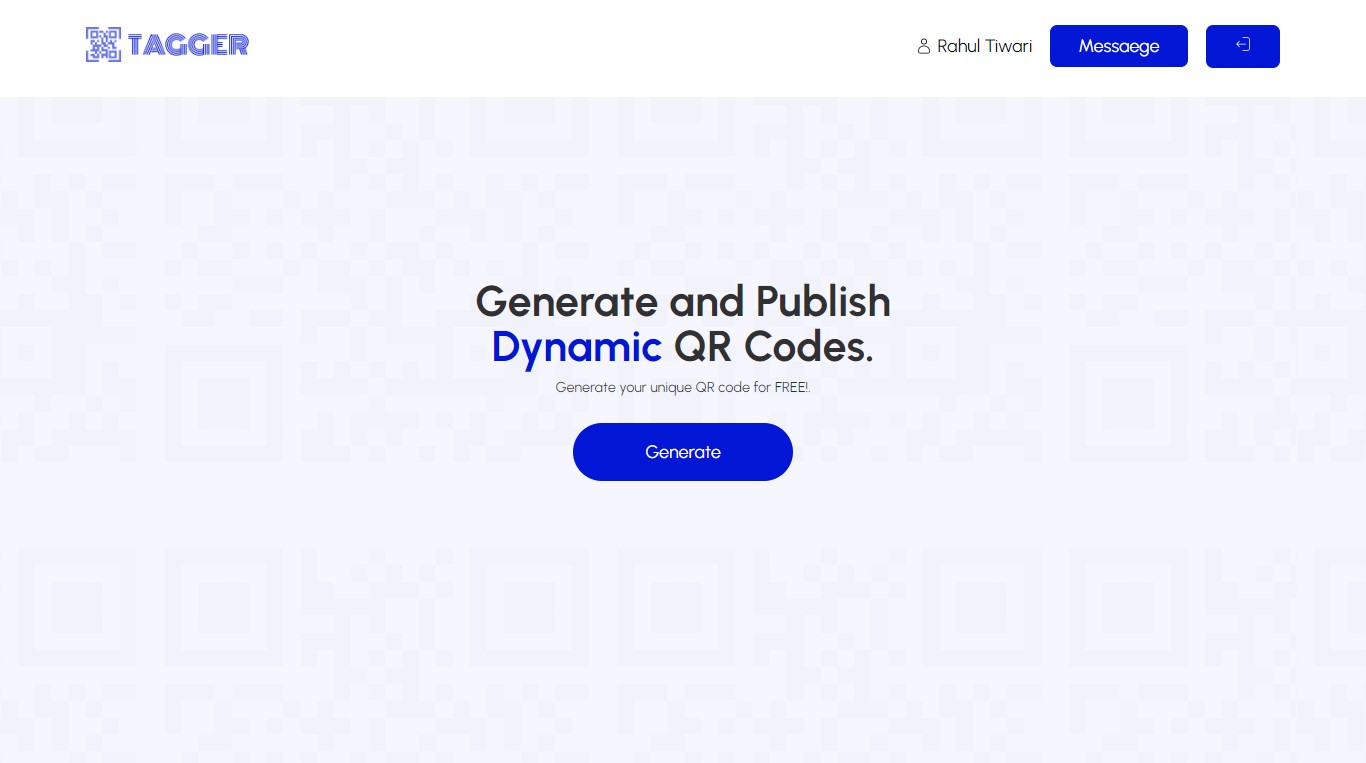 TAGGER
Rahul Tiwari
Messaege
Generate and Publish
Dynamic QR Codes.
Generate your unique QR code for FREE!.
Generate